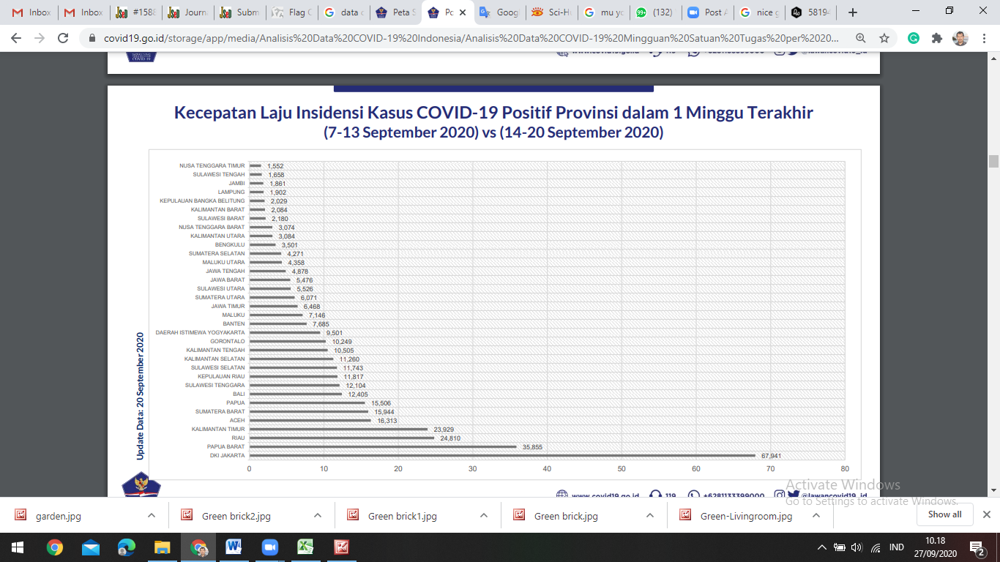 Inbox
Inbox
#1588
Journ
Subm
Flag C
data c
Peta S
Pc
Goog
Sci-H
mu yo
(132)
Post A
nice g
5819
covid19.go.id/storage/app/media/Analisis%20Data%20COVID-19%20Indonesia/Analisis%20Data%20COVID-19%20Mingguan%20Satuan%20Tugas%20per%2020...
Kecepatan Laju Insidensi Kasus COVID-19 Positif Provinsi dalam 1 Minggu Terakhir
(7-13 September 2020) vs (14-20 September 2020)
NUSA TENGGARA TIMUR 1,552
SULAWESI TENGAH 1,658
JAMBI 1,861
LAMPUNG 1,902
KEPULAUAN BANGKA BELITUNG 2,029
KALIMANTAN BARAT 2,084
SULAWESI BARAT 2,180
NUSA TENGGARA BARAT 3,074
KALIMANTAN UTARA 3,084
BENGKULU 3,501
SUMATERA SELATAN 4,271
MALUKU UTARA 4,358
JAWA TENGAH 4,878
JAWA BARAT 5,476
SULAWESI UTARA 5,526
SUMATERA UTARA 6,071
JAWA TIMUR 6,468
MALUKU 7,146
BANTEN 7,685
DAERAH ISTIMEWA YOGYAKARTA 9,501
GORONTALO 10,249
KALIMANTAN TENGAH 10,505
KALIMANTAN SELATAN 11,260
SULAWESI SELATAN 11,743
KEPULAUAN RIAU 11,817
SULAWESI TENGGARA 12,104
BALI 12,405
PAPUA 15,506
SUMATERA BARAT 15,944
ACEH 16,313
KALIMANTAN TIMUR 23,929
RIAU 24,810
PAPUA BARAT 35,855
DKI JAKARTA 67,941
0 10 20 30 40 50 60 70 80
Update Data: 20 September 2020
www.covid19.go.id 119 +6281133399000 @lawancovid19_id
Activate Windows
Go to Settings to activate Windows.
garden.jpg
Green brick2.jpg
Green brick1.jpg
Green brick.jpg
Green-Livingroom.jpg
Show all
IND
10.18
27/09/2020
2